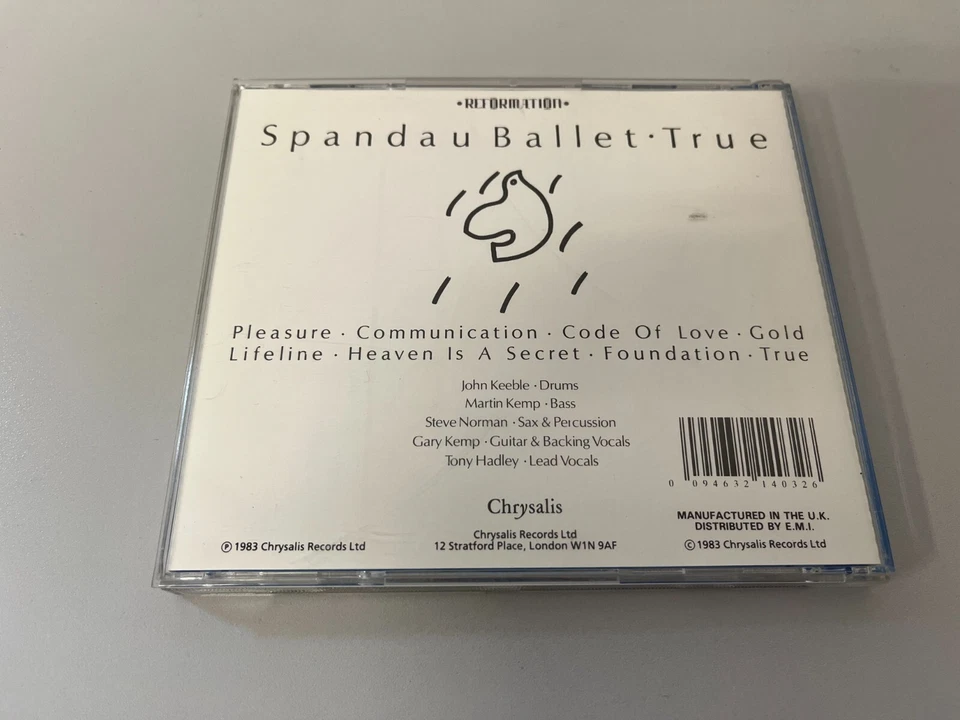 •REFORMATION•
Spandau Ballet·True
Pleasure · Communication · Code Of Love · Gold
Lifeline · Heaven Is A Secret · Foundation · True
John Keeble · Drums
Martin Kemp · Bass
Steve Norman · Sax & Percussion
Gary Kemp · Guitar & Backing Vocals
Tony Hadley · Lead Vocals
0 094632 140326
Chrysalis
MANUFACTURED IN THE U.K.
DISTRIBUTED BY E.M.I.
Chrysalis Records Ltd
12 Stratford Place, London W1N 9AF
℗ 1983 Chrysalis Records Ltd
© 1983 Chrysalis Records Ltd